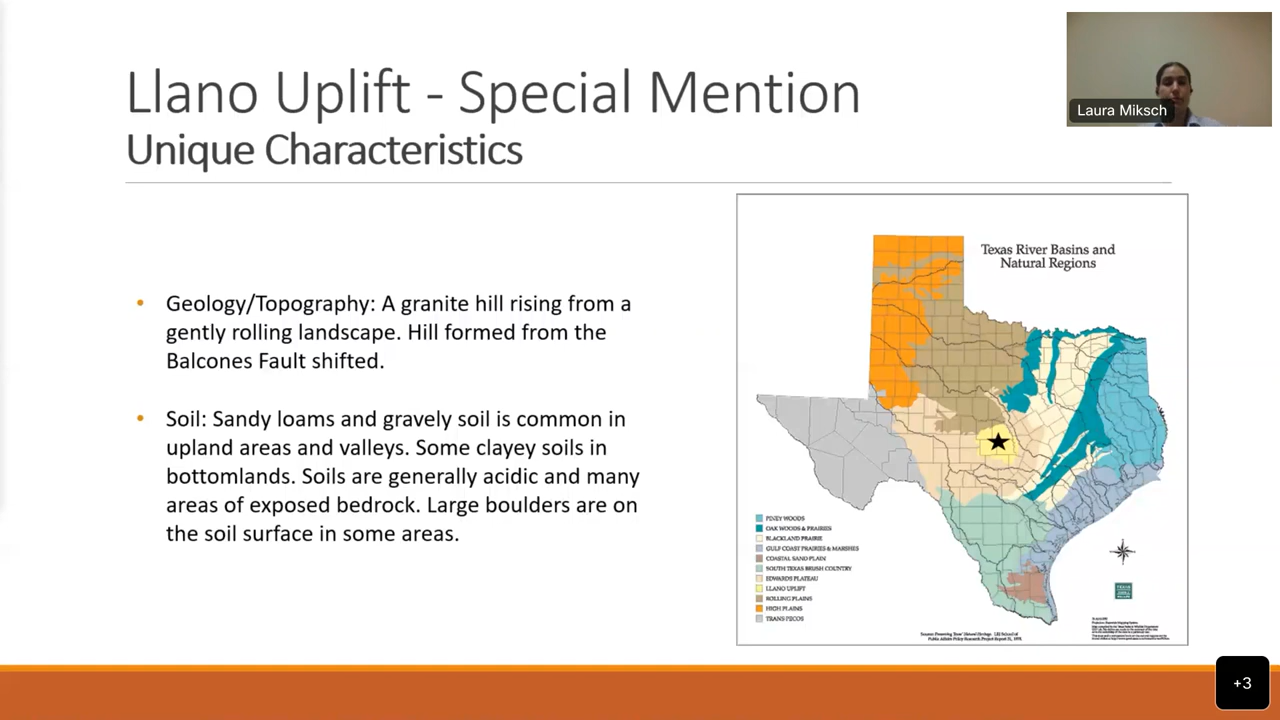 Llano Uplift - Special Mention
Unique Characteristics
Laura Miksch
• Geology/Topography: A granite hill rising from a
gently rolling landscape. Hill formed from the
Balcones Fault shifted.
• Soil: Sandy loams and gravely soil is common in
upland areas and valleys. Some clayey soils in
bottomlands. Soils are generally acidic and many
areas of exposed bedrock. Large boulders are on
the soil surface in some areas.
Texas River Basins and
Natural Regions
PINEY WOODS
OAK WOODS & PRAIRIES
BLACKLAND PRAIRIE
GULF COAST PRAIRIES & MARSHES
COASTAL SAND PLAIN
SOUTH TEXAS BRUSH COUNTRY
EDWARDS PLATEAU
LLANO UPLIFT
ROLLING PLAINS
HIGH PLAINS
TRANS PECOS
+3